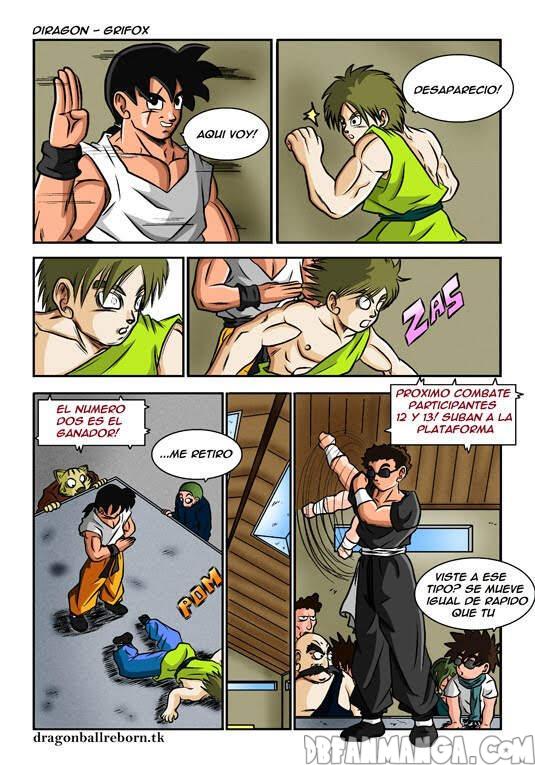 DIRAGON - GRIFOX
AQUI VOY!
DESAPARECIO!
ZAS
EL NUMERO
DOS ES EL
GANADOR!
...ME RETIRO
POM
PROXIMO COMBATE
PARTICIPANTES
12 Y 13! SUBAN A LA
PLATAFORMA
VISTE A ESE
TIPO? SE MUEVE
IGUAL DE RAPIDO
QUE TU
dragonballreborn.tk
DBFANMANGA.COM